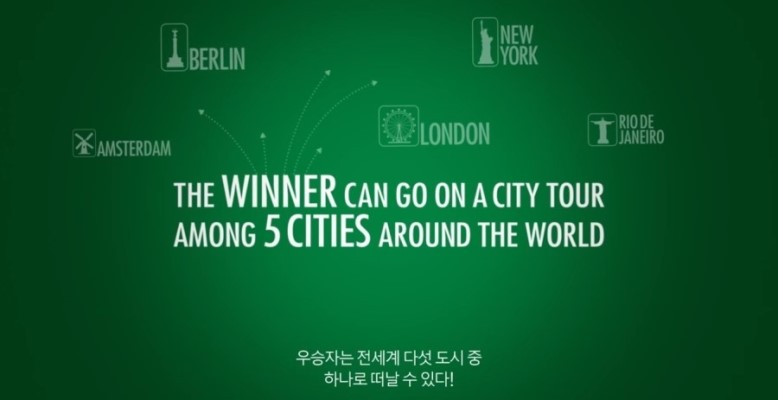 BERLIN
NEW
YORK
AMSTERDAM
LONDON
RIO DE
JANEIRO
THE WINNER CAN GO ON A CITY TOUR
AMONG 5 CITIES AROUND THE WORLD
우승자는 전세계 다섯 도시 중
하나로 떠날 수 있다!